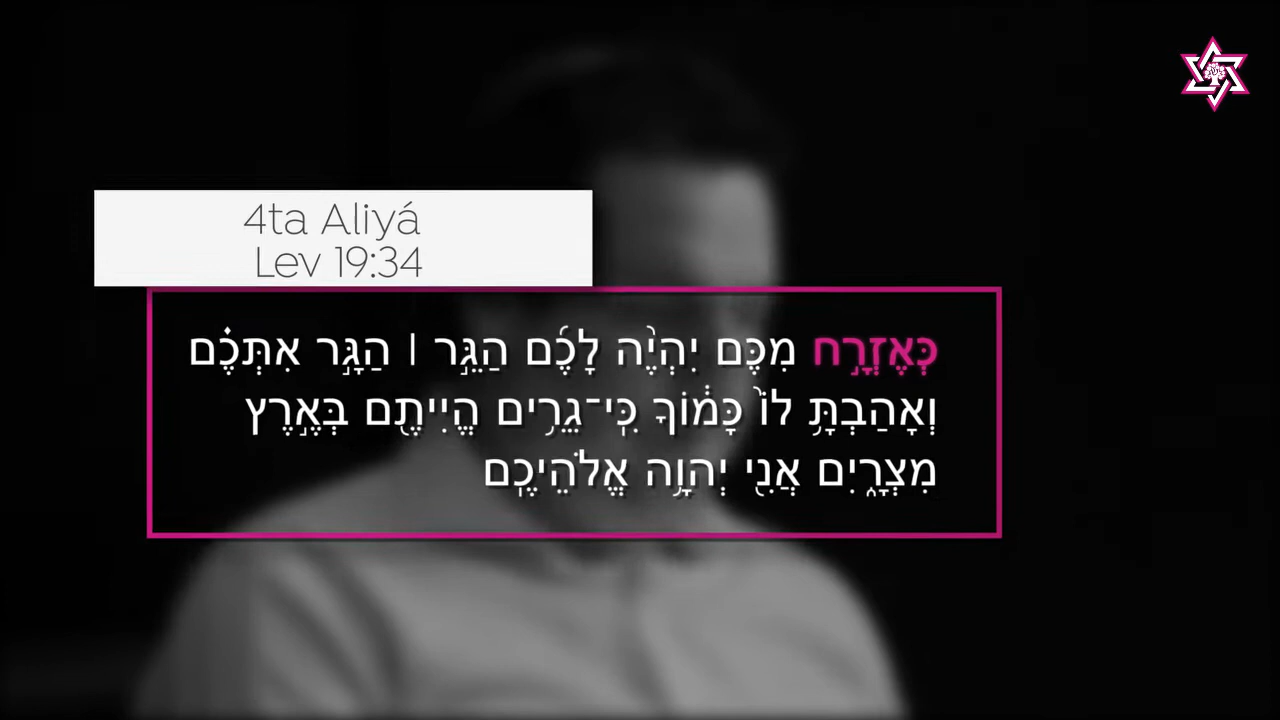 4ta Aliyá
Lev 19:34
כְּאֶזְרָ֣ח מִכֶּם֩ יִהְיֶ֨ה לָכֶ֜ם הַגֵּ֣ר ׀ הַגָּ֣ר אִתְּכֶ֗ם
וְאָהַבְתָּ֥ לוֹ֙ כָּמ֔וֹךָ כִּֽי־גֵרִ֥ים הֱיִיתֶ֖ם בְּאֶ֣רֶץ
מִצְרָ֑יִם אֲנִ֖י יְהוָ֥ה אֱלֹהֵיכֶֽם